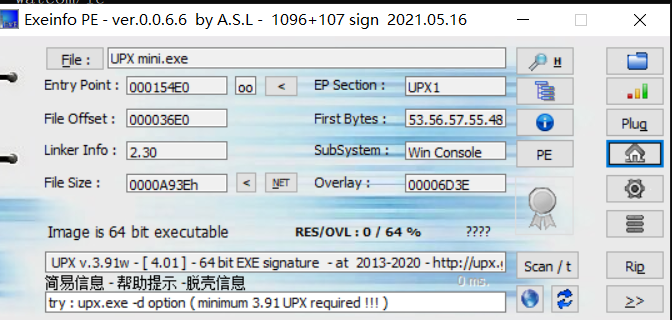 Exeinfo PE - ver.0.0.6.6 by A.S.L - 1096+107 sign 2021.05.16
File : UPX mini.exe H
Entry Point : 000154E0 oo < EP Section : UPX1
File Offset : 000036E0 First Bytes : 53.56.57.55.48 Plug
Linker Info : 2.30 SubSystem : Win Console PE
File Size : 0000A93Eh < NET Overlay : 00006D3E
Image is 64 bit executable RES/OVL : 0 / 64 % ????
UPX v.3.91w - [ 4.01 ] - 64 bit EXE signature - at 2013-2020 - http://upx. Scan / t Rip
简易信息 - 帮助提示 -脱壳信息 0 ms.
try : upx.exe -d option ( minimum 3.91 UPX required !!! ) >>